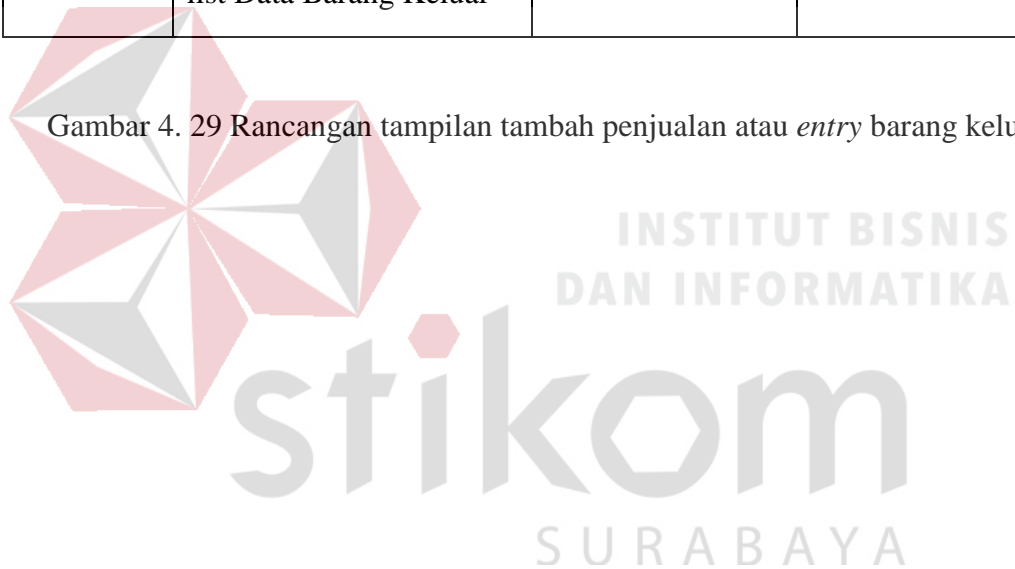 list Data Barang Keluar
Gambar 4. 29 Rancangan tampilan tambah penjualan atau entry barang kelu
INSTITUT BISNIS
DAN INFORMATIKA
stikom
SURABAYA